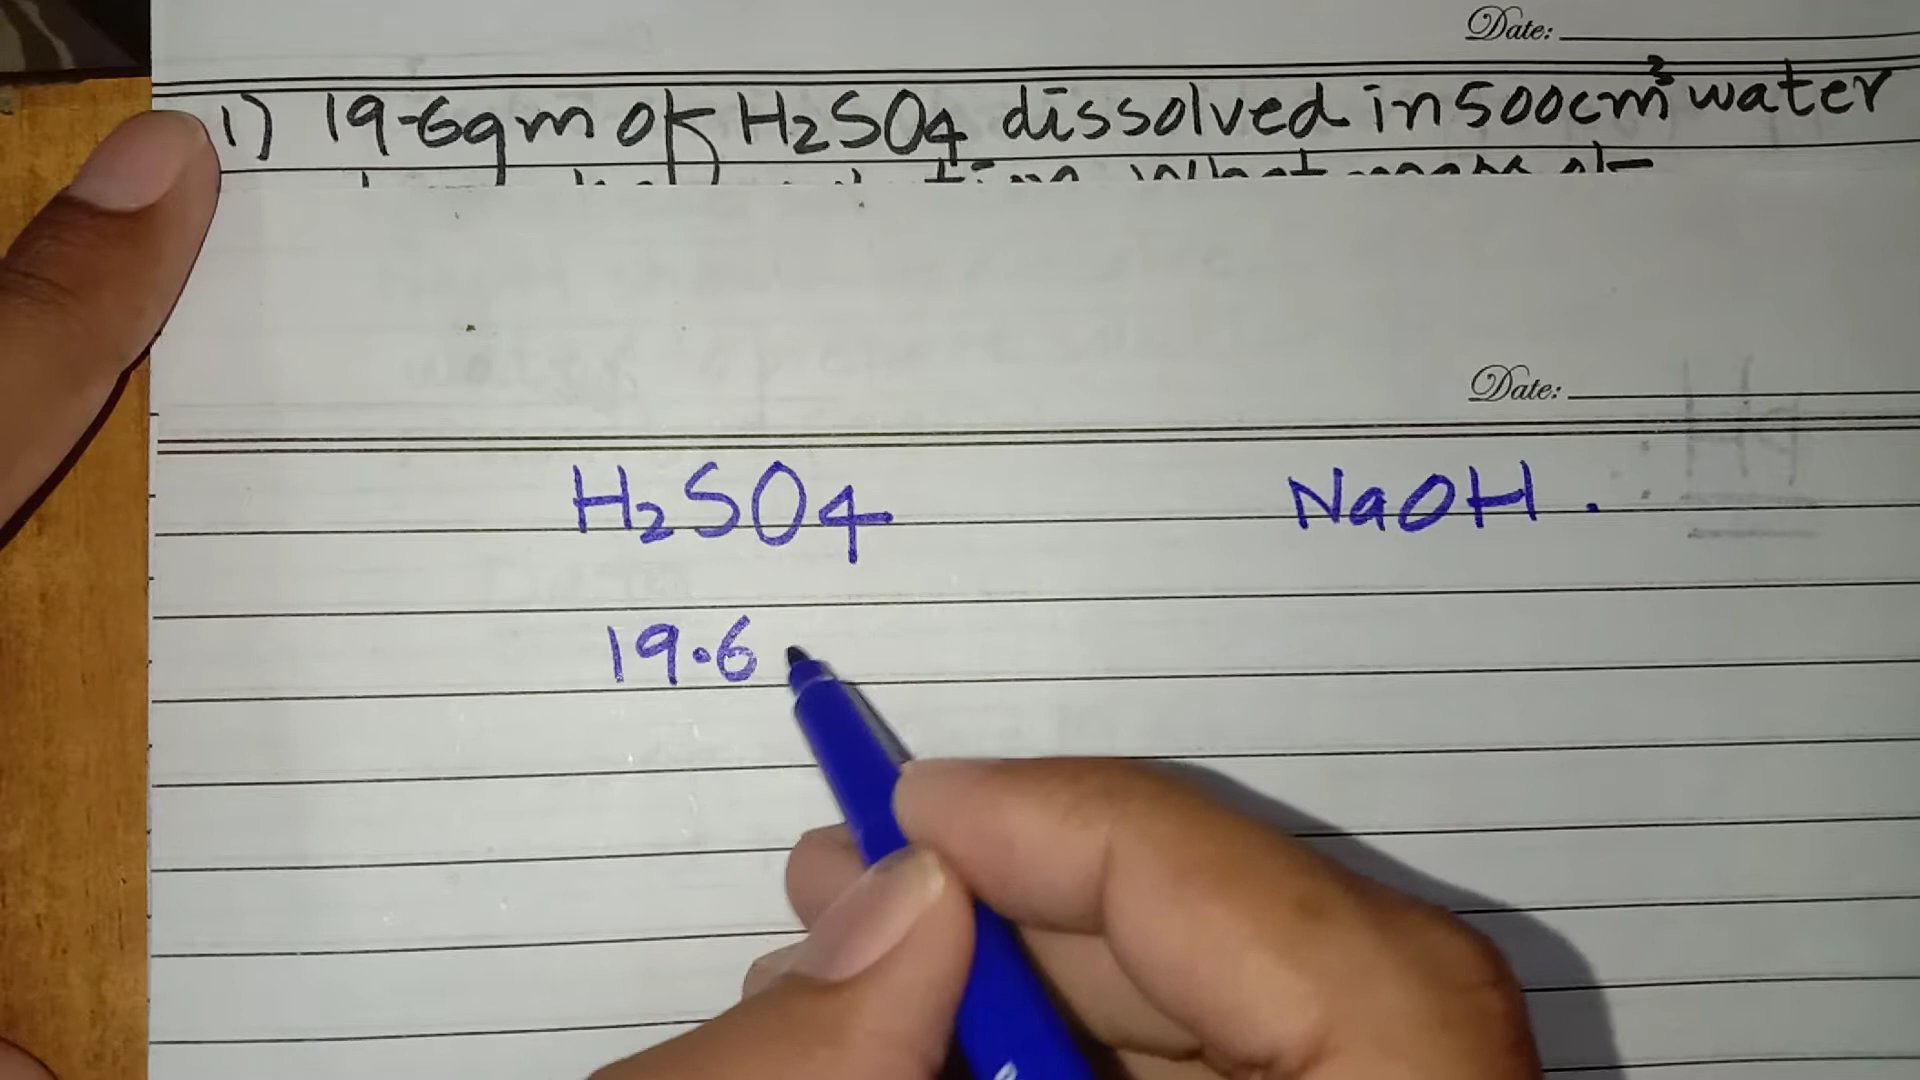 Date:
1) 19.6gm of H₂SO₄ dissolved in 500cm³ water
Date:
H₂SO₄ NaOH.
19.6